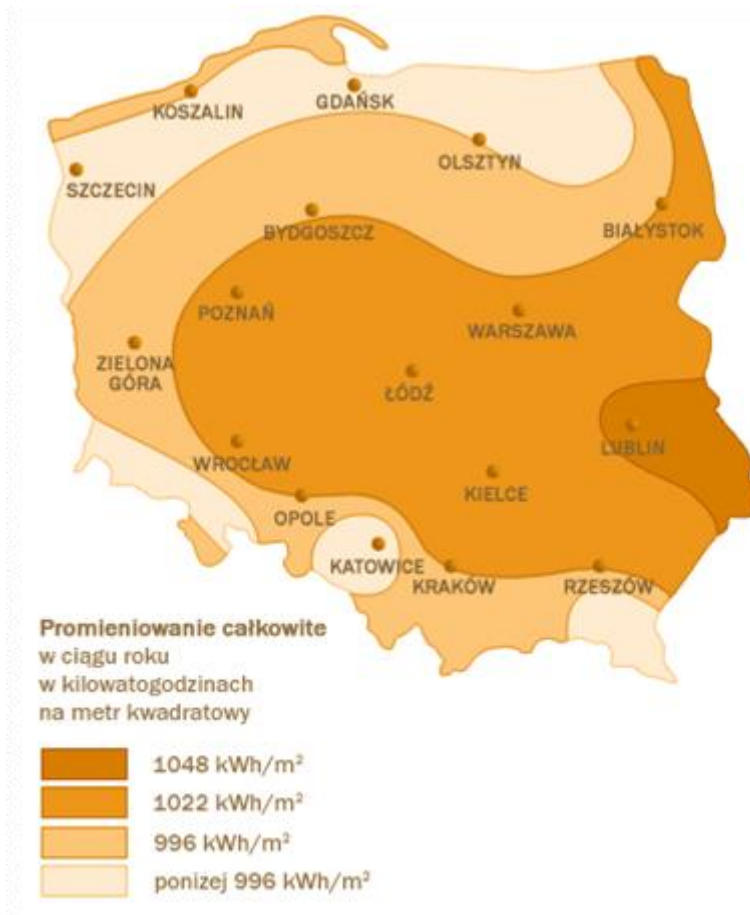 KOSZALIN
GDAŃSK
OLSZTYN
SZCZECIN
BYDGOSZCZ
BIAŁYSTOK
POZNAŃ
WARSZAWA
ZIELONA
GÓRA
ŁÓDŹ
LUBLIN
WROCŁAW
KIELCE
OPOLE
KATOWICE
KRAKÓW
RZESZÓW
Promieniowanie całkowite
w ciągu roku
w kilowatogodzinach
na metr kwadratowy
1048 kWh/m²
1022 kWh/m²
996 kWh/m²
poniżej 996 kWh/m²